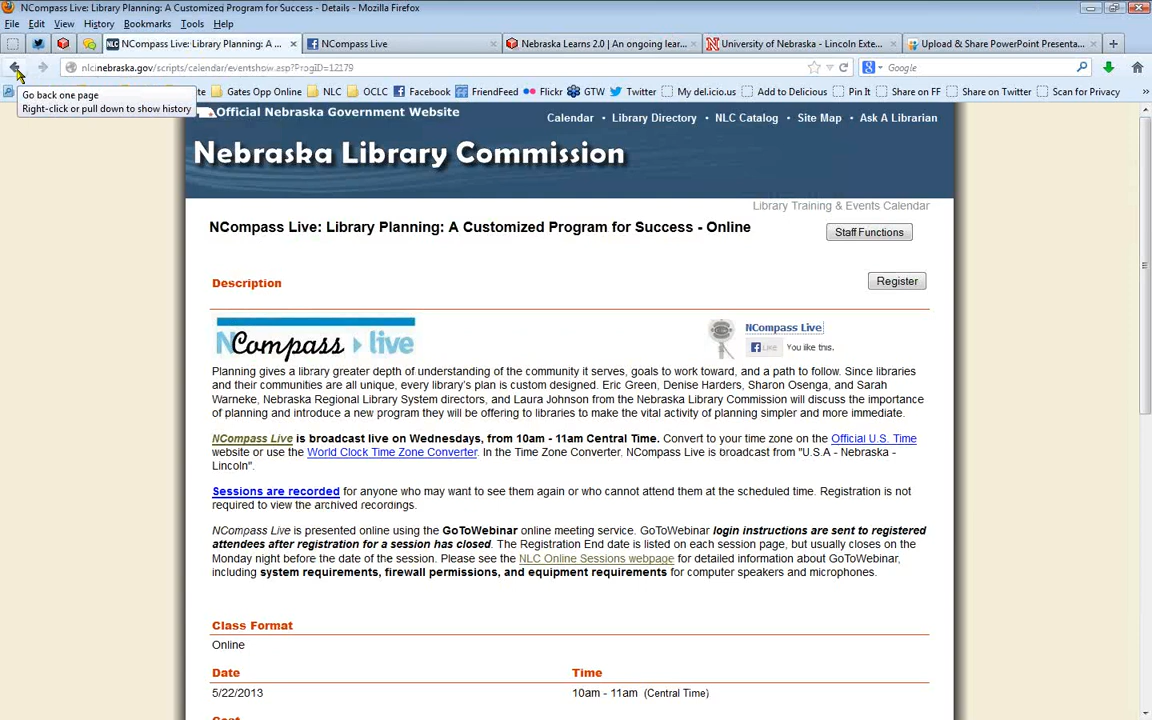 NCompass Live: Library Planning: A Customized Program for Success - Details - Mozilla Firefox
File Edit View History Bookmarks Tools Help
NCompass Live: Library Planning: A ... × NCompass Live × Nebraska Learns 2.0 | An ongoing lear... × University of Nebraska - Lincoln Exte... × Upload & Share PowerPoint Presenta... × +
nlc.nebraska.gov/scripts/calendar/eventshow.asp?ProgID=12179 Google
Go back one page
Right-click or pull down to show history
Gates Opp Online NLC OCLC Facebook FriendFeed Flickr GTW Twitter My del.icio.us Pin It Share on FF Share on Tumblr Add to Delicious Scan for Privacy »
Official Nebraska Government Website
Calendar • Library Directory • NLC Catalog • Site Map • Ask A Librarian
Nebraska Library Commission
Library Training & Events Calendar
NCompass Live: Library Planning: A Customized Program for Success - Online
Staff Functions
Description
Register
NCompass live
NCompass Live
LIKE You like this.
Planning gives a library greater depth of understanding of the community it serves, goals to work toward, and a path to follow. Since libraries
and their communities are all unique, every library's plan is custom designed. Eric Green, Denise Harders, Sharon Osenga, and Sarah
Warneke, Nebraska Regional Library System directors, and Laura Johnson from the Nebraska Library Commission will discuss the importance
of planning and introduce a new program they will be offering to libraries to make the vital activity of planning simpler and more immediate.
NCompass Live is broadcast live on Wednesdays, from 10am - 11am Central Time. Convert to your time zone on the Official U.S. Time
website or use the World Clock Time Zone Converter. In the Time Zone Converter, NCompass Live is broadcast from "U.S.A - Nebraska -
Lincoln".
Sessions are recorded for anyone who may want to see them again or who cannot attend them at the scheduled time. Registration is not
required to view the archived recordings.
NCompass Live is presented online using the GoToWebinar online meeting service. GoToWebinar login instructions are sent to registered
attendees after registration for a session has closed. The Registration End date is listed on each session page, but usually closes on the
Monday night before the date of the session. Please see the NLC Online Sessions webpage for detailed information about GoToWebinar,
including system requirements, firewall permissions, and equipment requirements for computer speakers and microphones.
Class Format
Online
Date Time
5/22/2013 10am - 11am (Central Time)